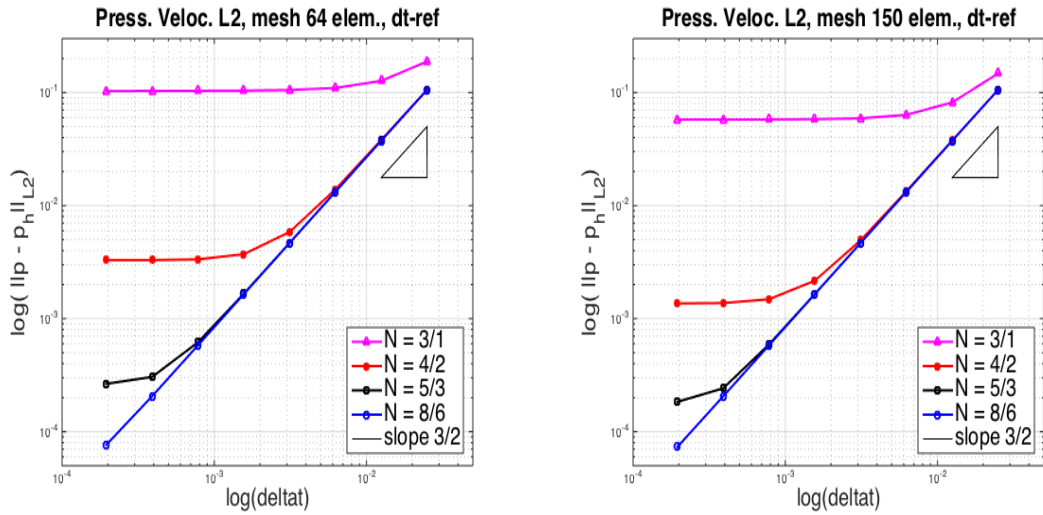 Press. Veloc. L2, mesh 64 elem., dt-ref
log( ||p - p_h||_L2)
10^-1
10^-2
10^-3
10^-4
10^-4
10^-3
10^-2
log(deltat)
N = 3/1
N = 4/2
N = 5/3
N = 8/6
slope 3/2
Press. Veloc. L2, mesh 150 elem., dt-ref
log( ||p - p_h||_L2)
10^-1
10^-2
10^-3
10^-4
10^-4
10^-3
10^-2
log(deltat)
N = 3/1
N = 4/2
N = 5/3
N = 8/6
slope 3/2